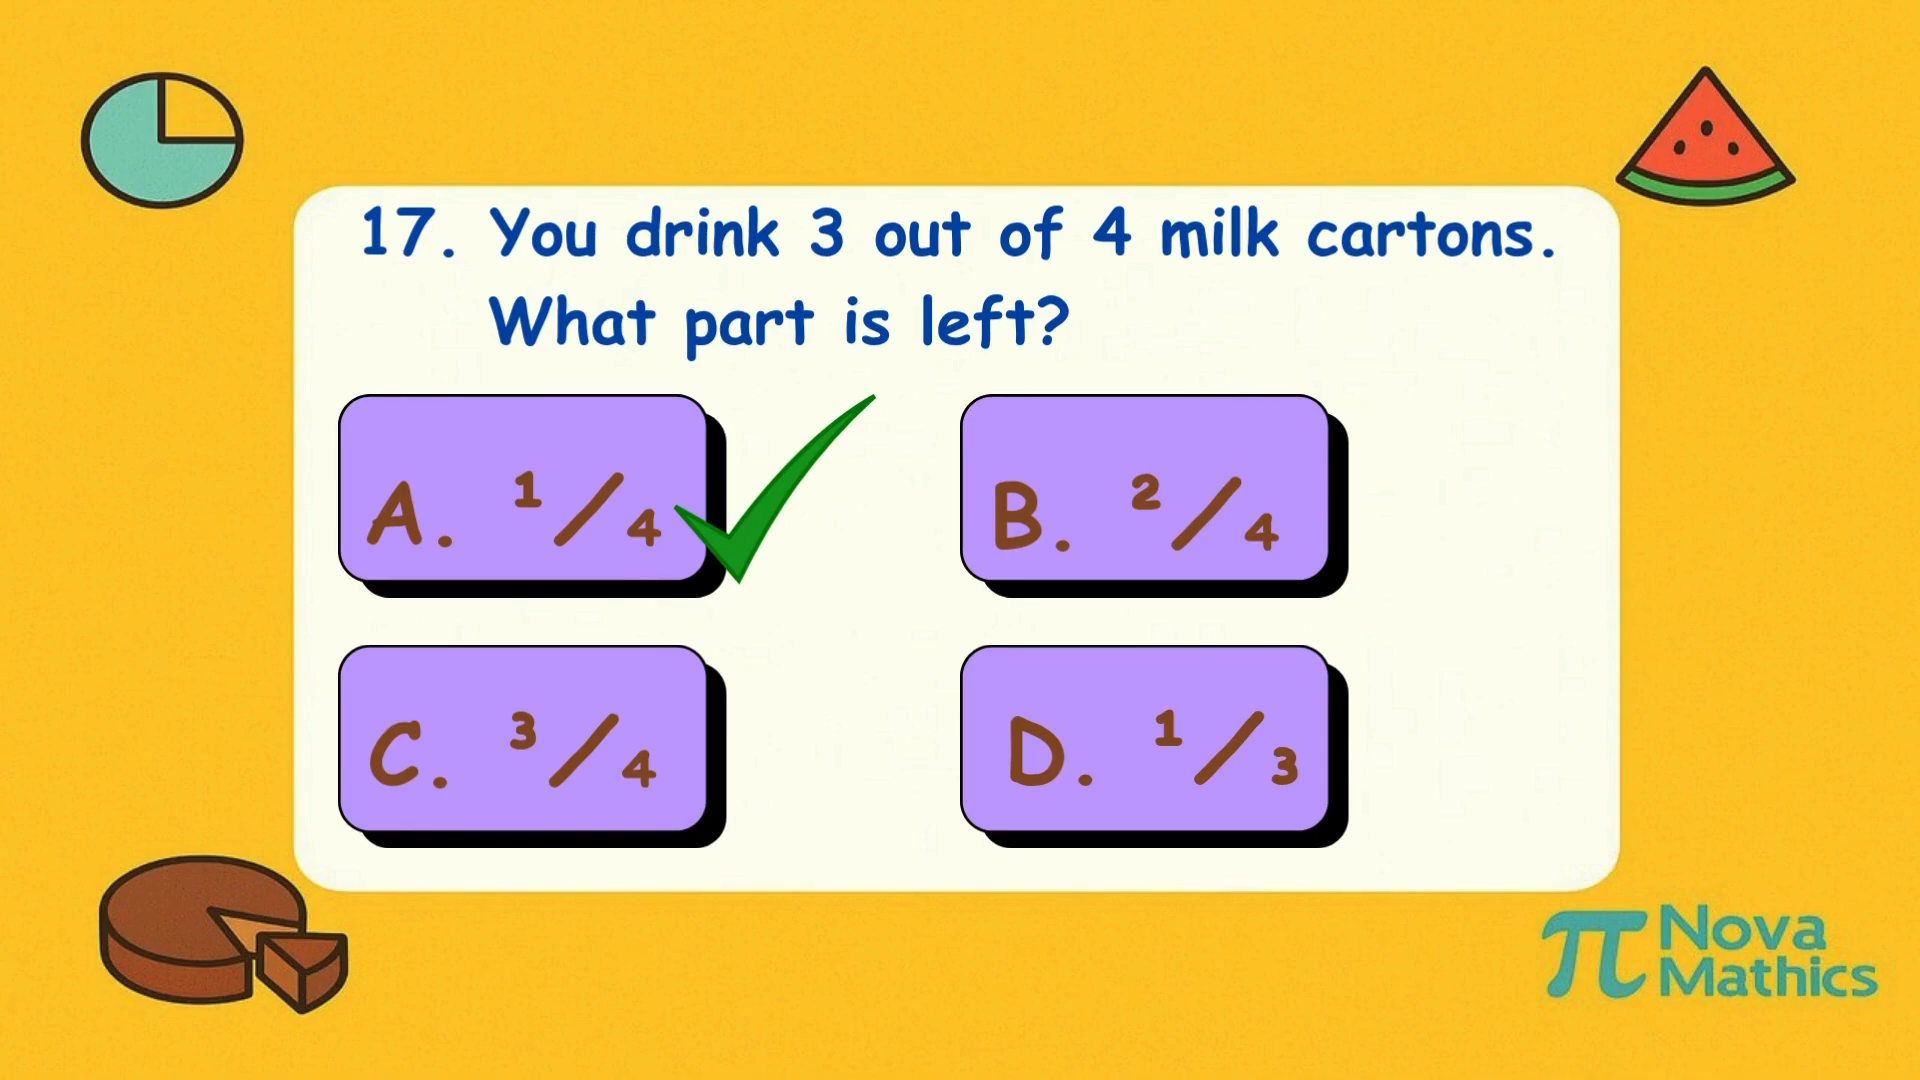 17. You drink 3 out of 4 milk cartons.
What part is left?
A. 1/4
B. 2/4
C. 3/4
D. 1/3
π Nova
Mathics